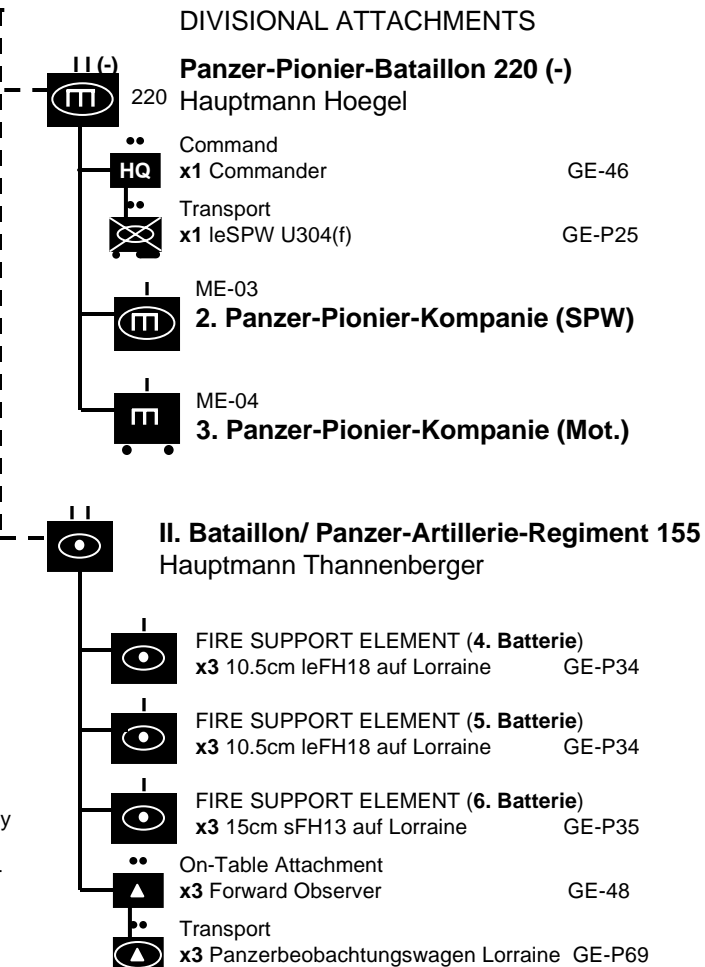 DIVISIONAL ATTACHMENTS
II (-)
Panzer-Pionier-Bataillon 220 (-)
220 Hauptmann Hoegel
Command
HQ x1 Commander GE-46
Transport
x1 leSPW U304(f) GE-P25
I ME-03
2. Panzer-Pionier-Kompanie (SPW)
I ME-04
3. Panzer-Pionier-Kompanie (Mot.)
II
II. Bataillon/ Panzer-Artillerie-Regiment 155
Hauptmann Thannenberger
I FIRE SUPPORT ELEMENT (4. Batterie)
x3 10.5cm leFH18 auf Lorraine GE-P34
I FIRE SUPPORT ELEMENT (5. Batterie)
x3 10.5cm leFH18 auf Lorraine GE-P34
I FIRE SUPPORT ELEMENT (6. Batterie)
x3 15cm sFH13 auf Lorraine GE-P35
y
On-Table Attachment
x3 Forward Observer GE-48
Transport
x3 Panzerbeobachtungswagen Lorraine GE-P69